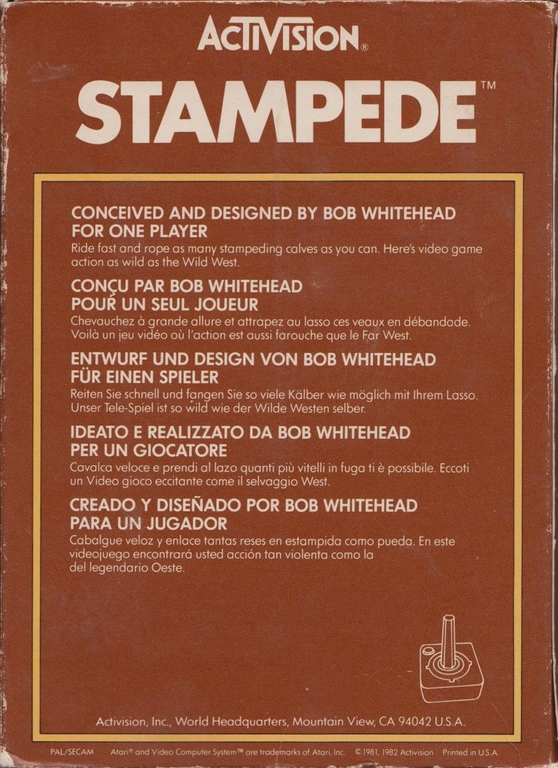 ACTIVISION®
STAMPEDE™
CONCEIVED AND DESIGNED BY BOB WHITEHEAD
FOR ONE PLAYER
Ride fast and rope as many stampeding calves as you can. Here's video game
action as wild as the Wild West.
CONÇU PAR BOB WHITEHEAD
POUR UN SEUL JOUEUR
Chevauchez à grande allure et attrapez au lasso ces veaux en débandade.
Voilà un jeu vidéo où l'action est aussi farouche que le Far West.
ENTWURF UND DESIGN VON BOB WHITEHEAD
FÜR EINEN SPIELER
Reiten Sie schnell und fangen Sie so viele Kälber wie möglich mit Ihrem Lasso.
Unser Tele-Spiel ist so wild wie der Wilde Westen selber.
IDEATO E REALIZZATO DA BOB WHITEHEAD
PER UN GIOCATORE
Cavalca veloce e prendi al lazo quanti più vitelli in fuga ti è possibile. Eccoti
un Video gioco eccitante come il selvaggio West.
CREADO Y DISEÑADO POR BOB WHITEHEAD
PARA UN JUGADOR
Cabalgue veloz y enlace tantas reses en estampida como pueda. En este
videojuego encontrará usted acción tan violenta como la
del legendario Oeste.
Activision, Inc., World Headquarters, Mountain View, CA 94042 U.S.A.
PAL/SECAM Atari® and Video Computer System™ are trademarks of Atari, Inc. © 1981, 1982 Activision Printed in U.S.A.